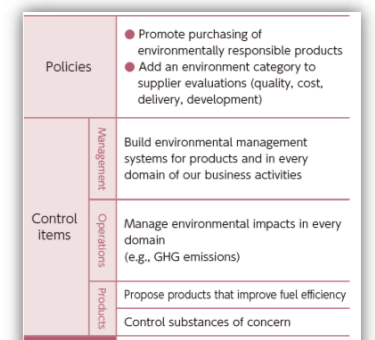 Policies
● Promote purchasing of
environmentally responsible products
● Add an environment category to
supplier evaluations (quality, cost,
delivery, development)
Control
items
Management
Build environmental management
systems for products and in every
domain of our business activities
Operations
Manage environmental impacts in every
domain
(e.g., GHG emissions)
Products
Propose products that improve fuel efficiency
Control substances of concern